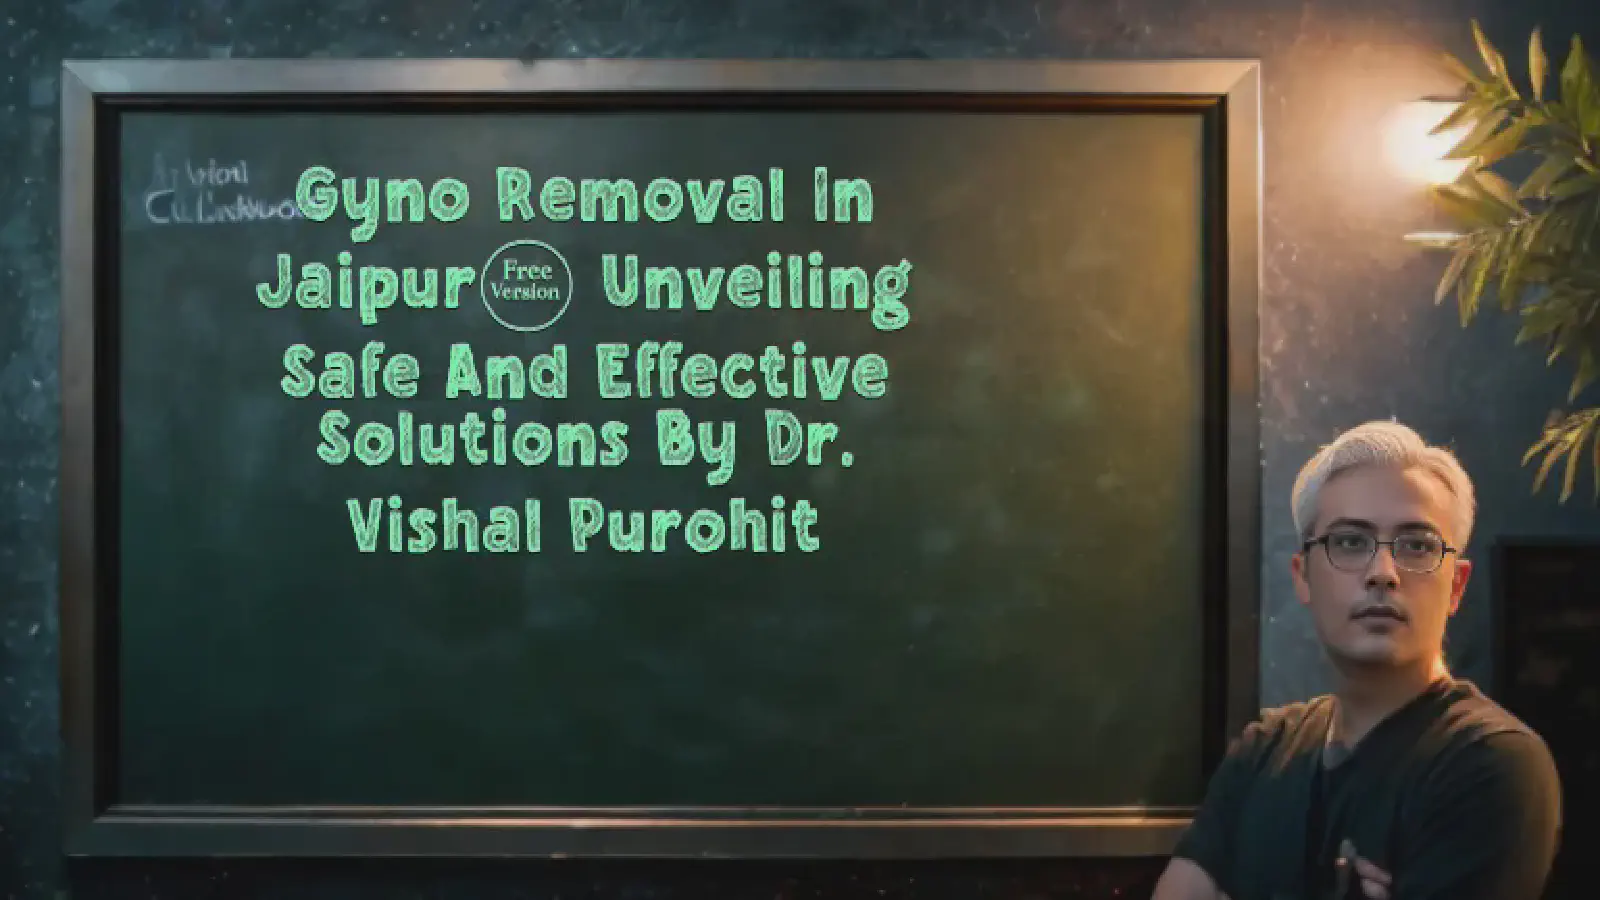 Gyno Removal In
Jaipur Unveiling
Free
Version
Safe And Effective
Solutions By Dr.
Vishal Purohit